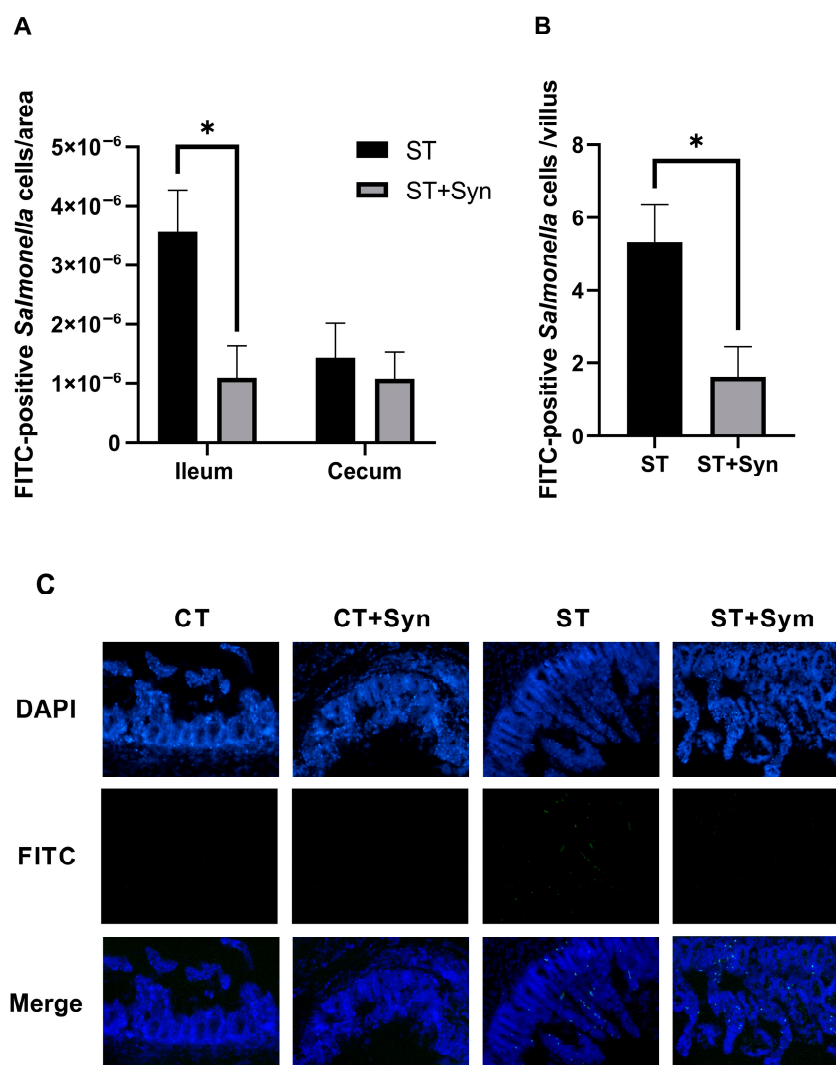 A
FITC-positive Salmonella cells/area
5×10⁻⁶
4×10⁻⁶
3×10⁻⁶
2×10⁻⁶
1×10⁻⁶
0
*
ST
ST+Syn
Ileum
Cecum
B
FITC-positive Salmonella cells /villus
8
6
4
2
0
*
ST
ST+Syn
C
CT
CT+Syn
ST
ST+Sym
DAPI
FITC
Merge